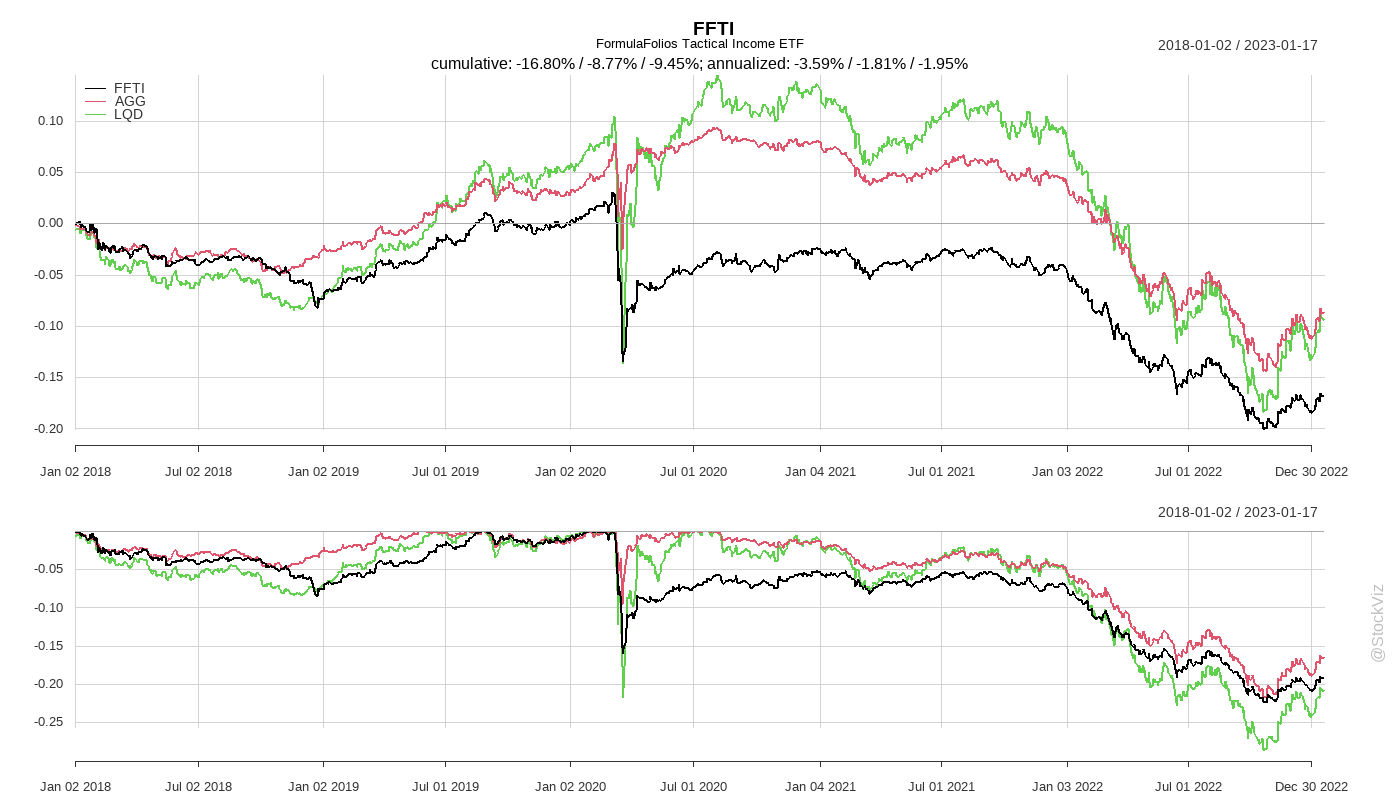 FFTI
FormulaFolios Tactical Income ETF
2018-01-02 / 2023-01-17
cumulative: -16.80% / -8.77% / -9.45%; annualized: -3.59% / -1.81% / -1.95%
FFTI
AGG
LQD
0.10
0.05
0.00
-0.05
-0.10
-0.15
-0.20
Jan 02 2018 Jul 02 2018 Jan 02 2019 Jul 01 2019 Jan 02 2020 Jul 01 2020 Jan 04 2021 Jul 01 2021 Jan 03 2022 Jul 01 2022 Dec 30 2022
2018-01-02 / 2023-01-17
-0.05
-0.10
-0.15
-0.20
-0.25
Jan 02 2018 Jul 02 2018 Jan 02 2019 Jul 01 2019 Jan 02 2020 Jul 01 2020 Jan 04 2021 Jul 01 2021 Jan 03 2022 Jul 01 2022 Dec 30 2022
@StockViz